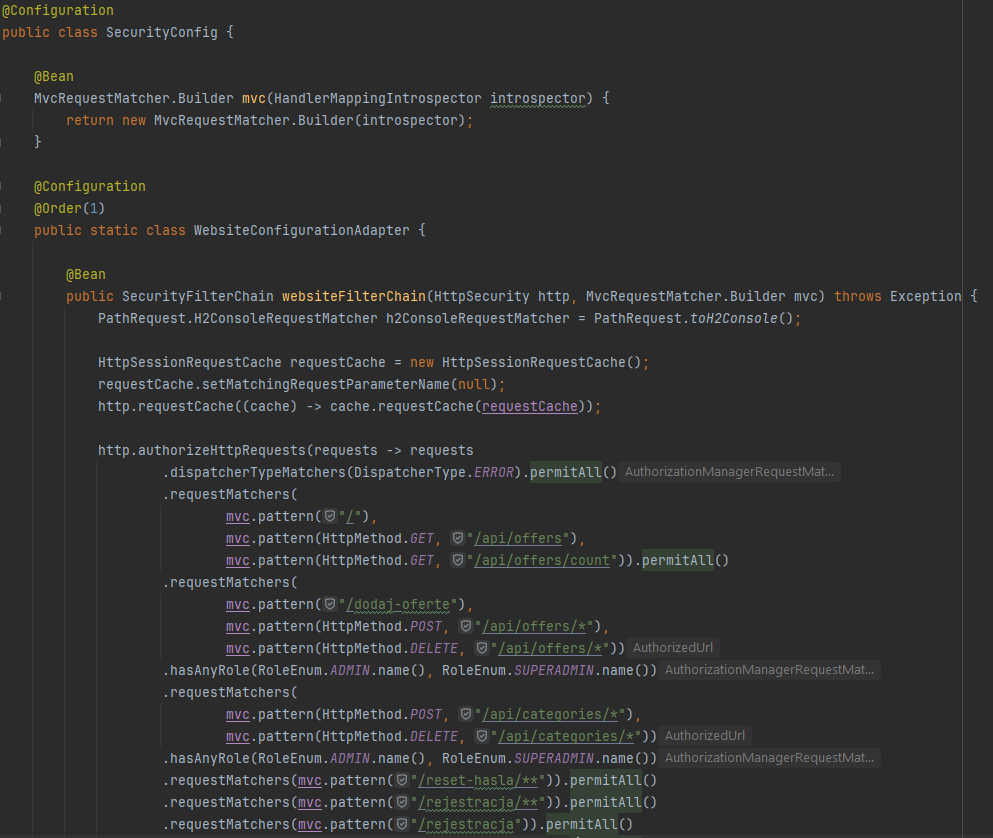 @Configuration
public class SecurityConfig {
@Bean
MvcRequestMatcher.Builder mvc(HandlerMappingIntrospector introspector) {
return new MvcRequestMatcher.Builder(introspector);
}
@Configuration
@Order(1)
public static class WebsiteConfigurationAdapter {
@Bean
public SecurityFilterChain websiteFilterChain(HttpSecurity http, MvcRequestMatcher.Builder mvc) throws Exception {
PathRequest.H2ConsoleRequestMatcher h2ConsoleRequestMatcher = PathRequest.toH2Console();
HttpSessionRequestCache requestCache = new HttpSessionRequestCache();
requestCache.setMatchingRequestParameterName(null);
http.requestCache((cache) -> cache.requestCache(requestCache));
http.authorizeHttpRequests(requests -> requests
.dispatcherTypeMatchers(DispatcherType.ERROR).permitAll() AuthorizationManagerRequestMat...
.requestMatchers(
mvc.pattern("/"),
mvc.pattern(HttpMethod.GET, "/api/offers"),
mvc.pattern(HttpMethod.GET, "/api/offers/count")).permitAll()
.requestMatchers(
mvc.pattern("/dodaj-oferte"),
mvc.pattern(HttpMethod.POST, "/api/offers/*"),
mvc.pattern(HttpMethod.DELETE, "/api/offers/*")) AuthorizedUrl
.hasAnyRole(RoleEnum.ADMIN.name(), RoleEnum.SUPERADMIN.name()) AuthorizationManagerRequestMat...
.requestMatchers(
mvc.pattern(HttpMethod.POST, "/api/categories/*"),
mvc.pattern(HttpMethod.DELETE, "/api/categories/*")) AuthorizedUrl
.hasAnyRole(RoleEnum.ADMIN.name(), RoleEnum.SUPERADMIN.name()) AuthorizationManagerRequestMat...
.requestMatchers(mvc.pattern("/reset-hasla/**")).permitAll()
.requestMatchers(mvc.pattern("/rejestracja/**")).permitAll()
.requestMatchers(mvc.pattern("/rejestracja")).permitAll()